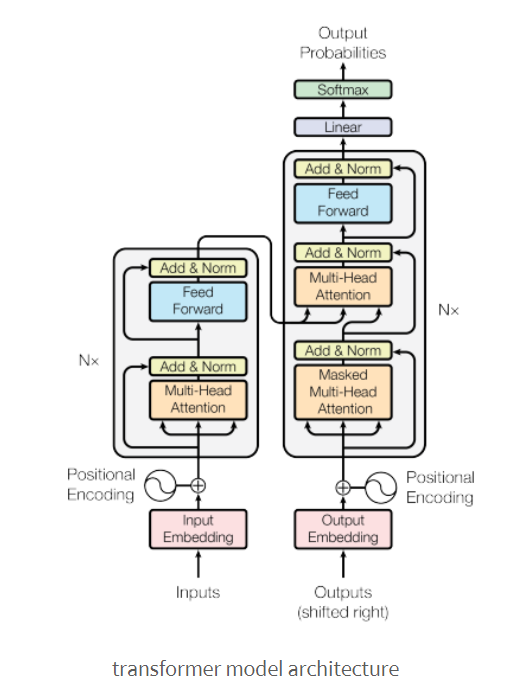 Output
Probabilities
Softmax
Linear
Add & Norm
Feed
Forward
Add & Norm
Multi-Head
Attention
Nx
Add & Norm
Masked
Multi-Head
Attention
Add & Norm
Feed
Forward
Nx
Add & Norm
Multi-Head
Attention
Positional
Encoding
Positional
Encoding
Input
Embedding
Output
Embedding
Inputs
Outputs
(shifted right)
transformer model architecture